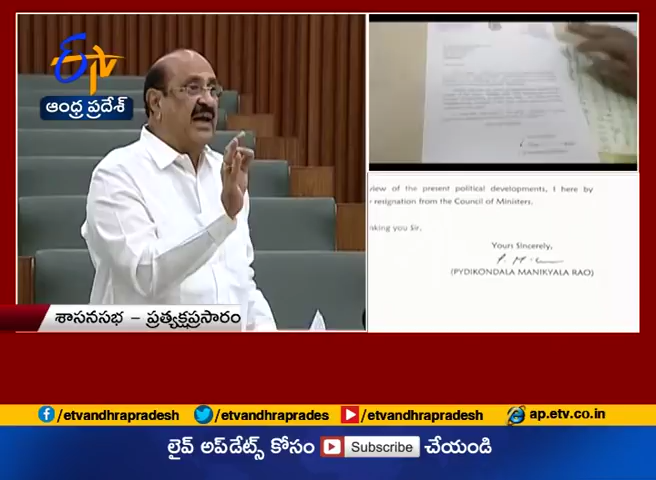 ETV
ఆంధ్ర ప్రదేశ్
view of the present political developments, I here by
resignation from the Council of Ministers.
nking you Sir,
Yours Sincerely,
(PYDIKONDALA MANIKYALA RAO)
శాసనసభ – ప్రత్యక్షప్రసారం
/etvandhrapradesh
/etvandhraprades
/etvandhrapradesh
ap.etv.co.in
లైవ్ అప్‌డేట్స్ కోసం Subscribe చేయండి